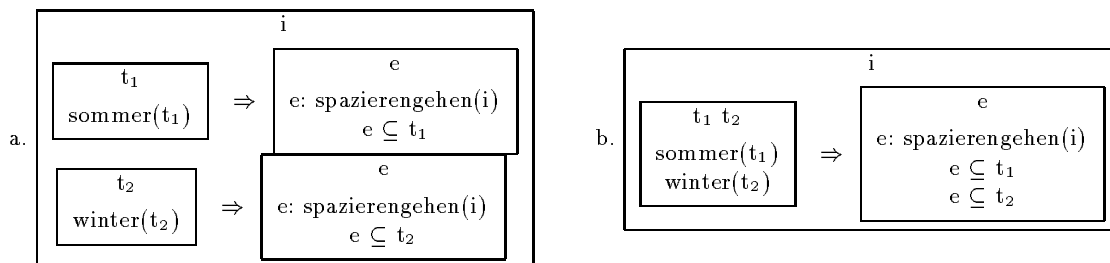 a.
i
t₁
sommer(t₁)
⇒
e
e: spazierengehen(i)
e ⊆ t₁
t₂
winter(t₂)
⇒
e
e: spazierengehen(i)
e ⊆ t₂
b.
i
t₁ t₂
sommer(t₁)
winter(t₂)
⇒
e
e: spazierengehen(i)
e ⊆ t₁
e ⊆ t₂